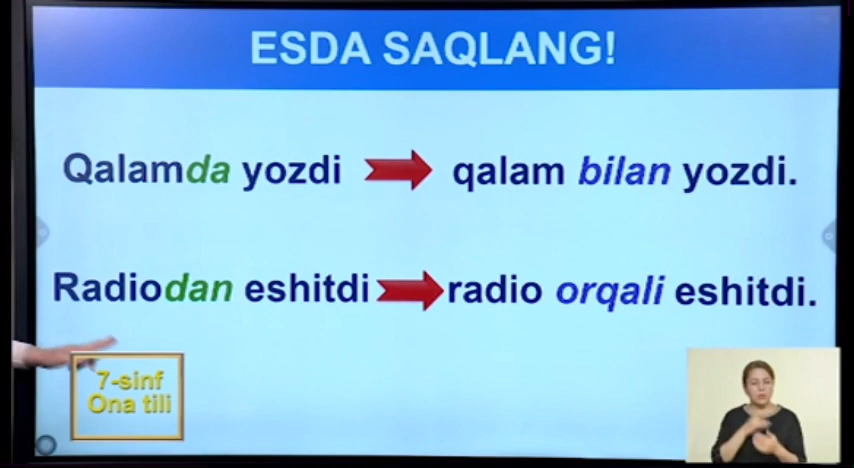 ESDA SAQLANG!
Qalamda yozdi qalam bilan yozdi.
Radiodan eshitdi radio orqali eshitdi.
7-sinf
Ona tili